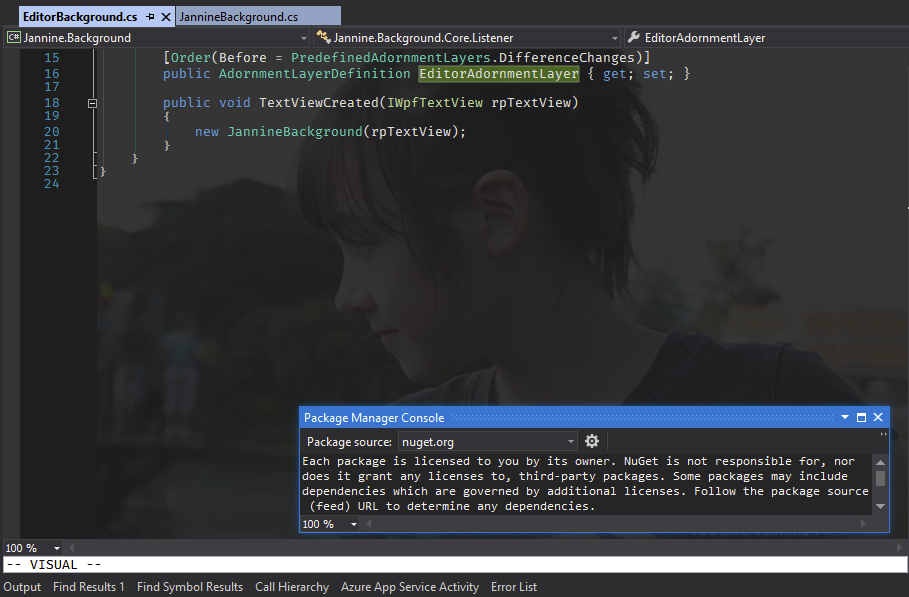 EditorBackground.cs JannineBackground.cs
C# Jannine.Background Jannine.Background.Core.Listener EditorAdornmentLayer
15 [Order(Before = PredefinedAdornmentLayers.DifferenceChanges)]
16 public AdornmentLayerDefinition EditorAdornmentLayer { get; set; }
17
18 public void TextViewCreated(IWpfTextView rpTextView)
19 {
20 new JannineBackground(rpTextView);
21 }
22 }
23 }
24
Package Manager Console
Package source: nuget.org
Each package is licensed to you by its owner. NuGet is not responsible for, nor
does it grant any licenses to, third-party packages. Some packages may include
dependencies which are governed by additional licenses. Follow the package source
(feed) URL to determine any dependencies.
100 %
100 %
-- VISUAL --
Output Find Results 1 Find Symbol Results Call Hierarchy Azure App Service Activity Error List